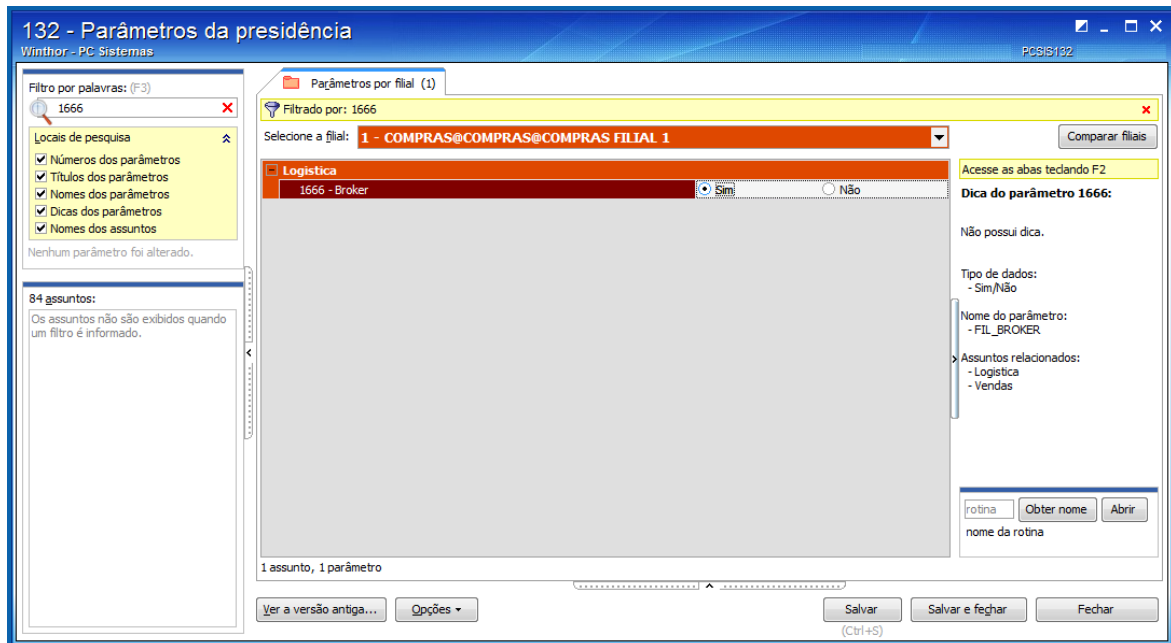 132 - Parâmetros da presidência
Winthor - PC Sistemas
PCSIS132
Filtro por palavras: (F3)
1666
Locais de pesquisa
Números dos parâmetros
Títulos dos parâmetros
Nomes dos parâmetros
Dicas dos parâmetros
Nomes dos assuntos
Nenhum parâmetro foi alterado.
84 assuntos:
Os assuntos não são exibidos quando
um filtro é informado.
Parâmetros por filial (1)
Filtrado por: 1666
Selecione a filial: 1 - COMPRAS@COMPRAS@COMPRAS FILIAL 1
Comparar filiais
Logistica
1666 - Broker Sim Não
1 assunto, 1 parâmetro
Acesse as abas teclando F2
Dica do parâmetro 1666:
Não possui dica.
Tipo de dados:
- Sim/Não
Nome do parâmetro:
- FIL_BROKER
Assuntos relacionados:
- Logistica
- Vendas
rotina Obter nome Abrir
nome da rotina
Ver a versão antiga... Opções Salvar Salvar e fechar Fechar
(Ctrl+S)